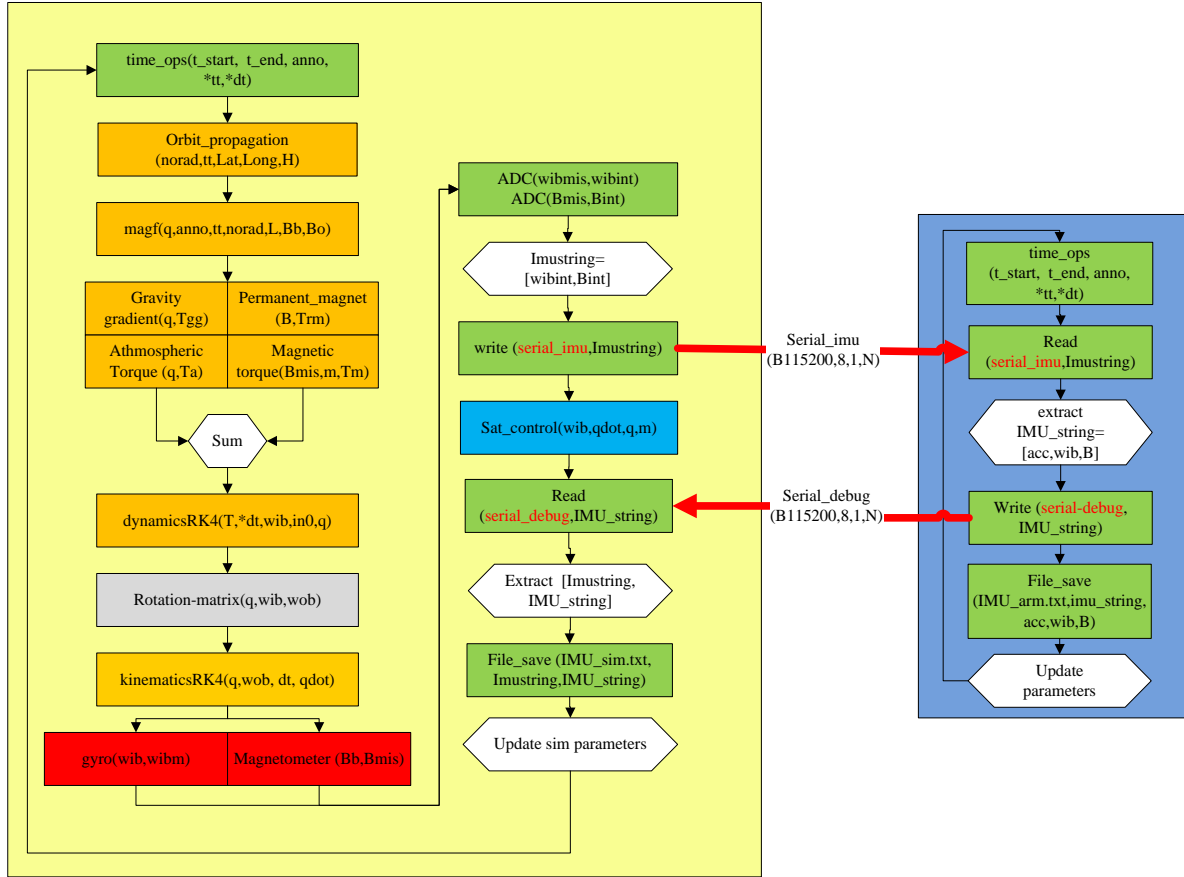 time_ops(t_start, t_end, anno,
*tt,*dt)
Orbit_propagation
(norad,tt,Lat,Long,H)
magf(q,anno,tt,norad,L,Bb,Bo)
Gravity
gradient(q,Tgg)
Permanent_magnet
(B,Trm)
Athmospheric
Torque (q,Ta)
Magnetic
torque(Bmis,m,Tm)
Sum
dynamicsRK4(T,*dt,wib,in0,q)
Rotation-matrix(q,wib,wob)
kinematicsRK4(q,wob, dt, qdot)
gyro(wib,wibm)
Magnetometer (Bb,Bmis)
ADC(wibmis,wibint)
ADC(Bmis,Bint)
Imustring=
[wibint,Bint]
write (serial_imu,Imustring)
Sat_control(wib,qdot,q,m)
Read
(serial_debug,IMU_string)
Extract [Imustring,
IMU_string]
File_save (IMU_sim.txt,
Imustring,IMU_string)
Update sim parameters
Serial_imu
(B115200,8,1,N)
Serial_debug
(B115200,8,1,N)
time_ops
(t_start, t_end, anno,
*tt,*dt)
Read
(serial_imu,Imustring)
extract
IMU_string=
[acc,wib,B]
Write (serial-debug,
IMU_string)
File_save
(IMU_arm.txt,imu_string,
acc,wib,B)
Update
parameters